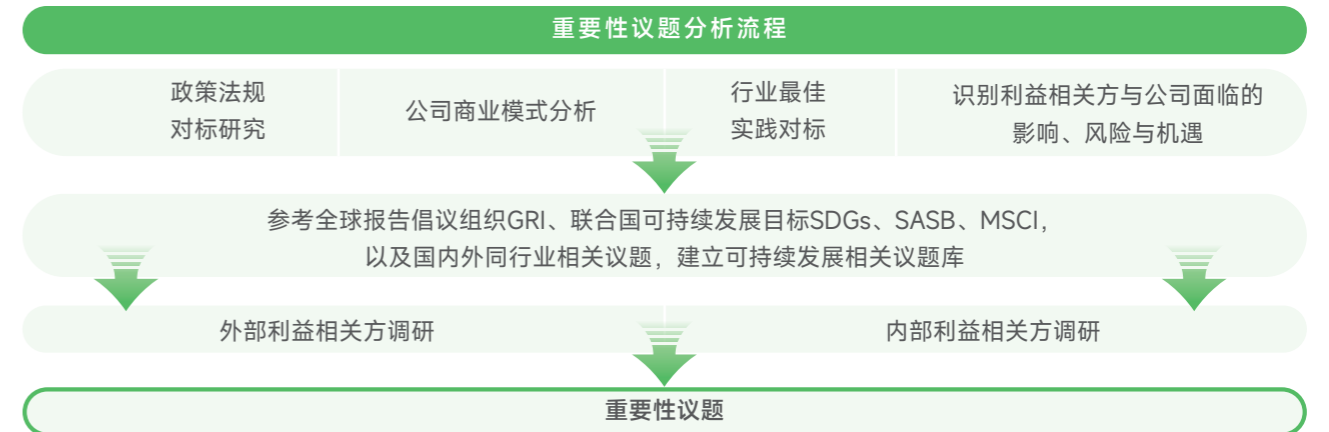 重要性议题分析流程
政策法规
对标研究
公司商业模式分析
行业最佳
实践对标
识别利益相关方与公司面临的
影响、风险与机遇
参考全球报告倡议组织GRI、联合国可持续发展目标SDGs、SASB、MSCI，
以及国内外同行业相关议题，建立可持续发展相关议题库
外部利益相关方调研
内部利益相关方调研
重要性议题